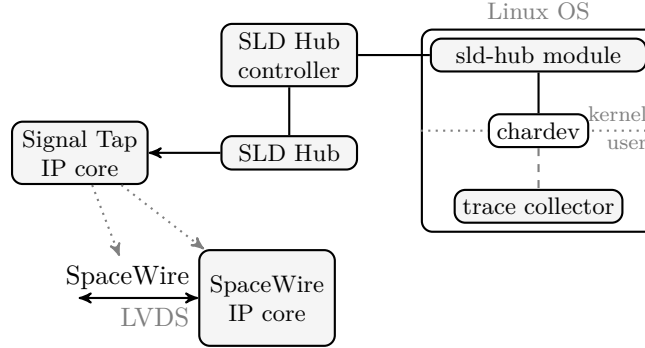 Linux OS
SLD Hub
controller
sld-hub module
kernel
chardev
user
Signal Tap
IP core
SLD Hub
trace collector
SpaceWire
LVDS
SpaceWire
IP core